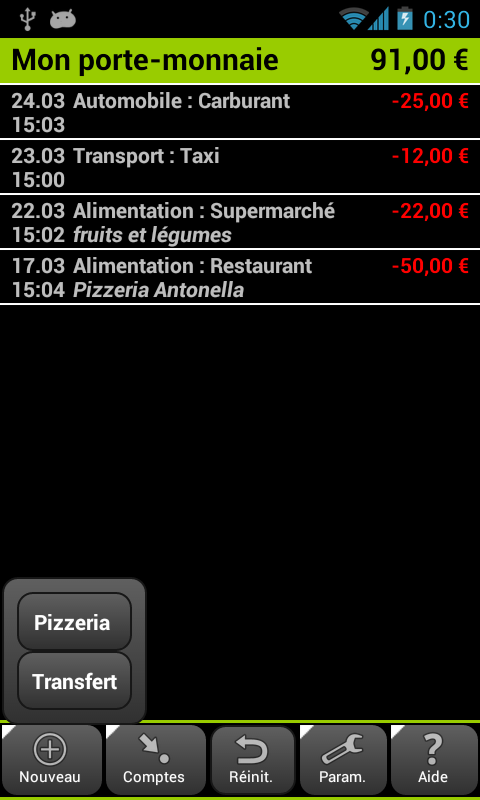 0:30
Mon porte-monnaie 91,00 €
24.03 Automobile : Carburant -25,00 €
15:03
23.03 Transport : Taxi -12,00 €
15:00
22.03 Alimentation : Supermarché -22,00 €
15:02 fruits et légumes
17.03 Alimentation : Restaurant -50,00 €
15:04 Pizzeria Antonella
Pizzeria
Transfert
Nouveau Comptes Réinit. Param. Aide